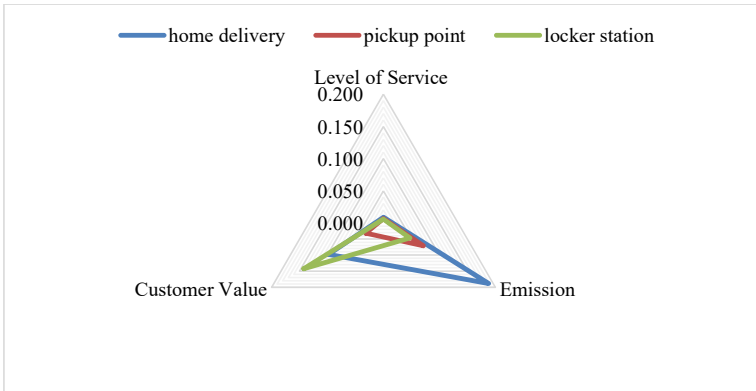 home delivery pickup point locker station
Level of Service
0.200
0.150
0.100
0.050
0.000
Customer Value Emission